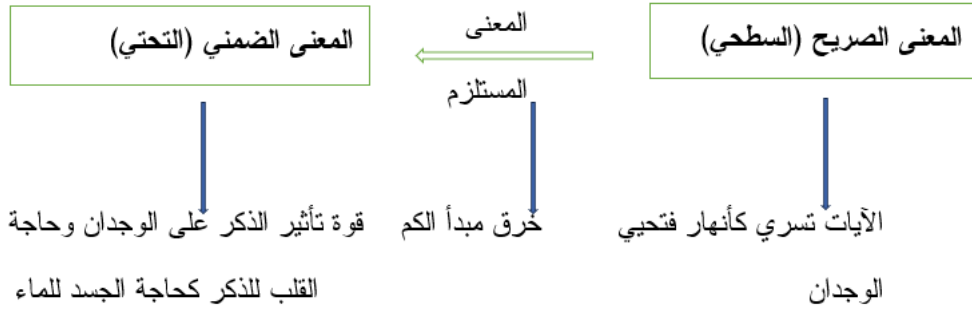 المعنى الصريح (السطحي)
المعنى
المستلزم
المعنى الضمني (التحتي)
الآيات تسري كأنهار فتحيي
الوجدان
خرق مبدأ الكم
قوة تأثير الذكر على الوجدان وحاجة
القلب للذكر كحاجة الجسد للماء